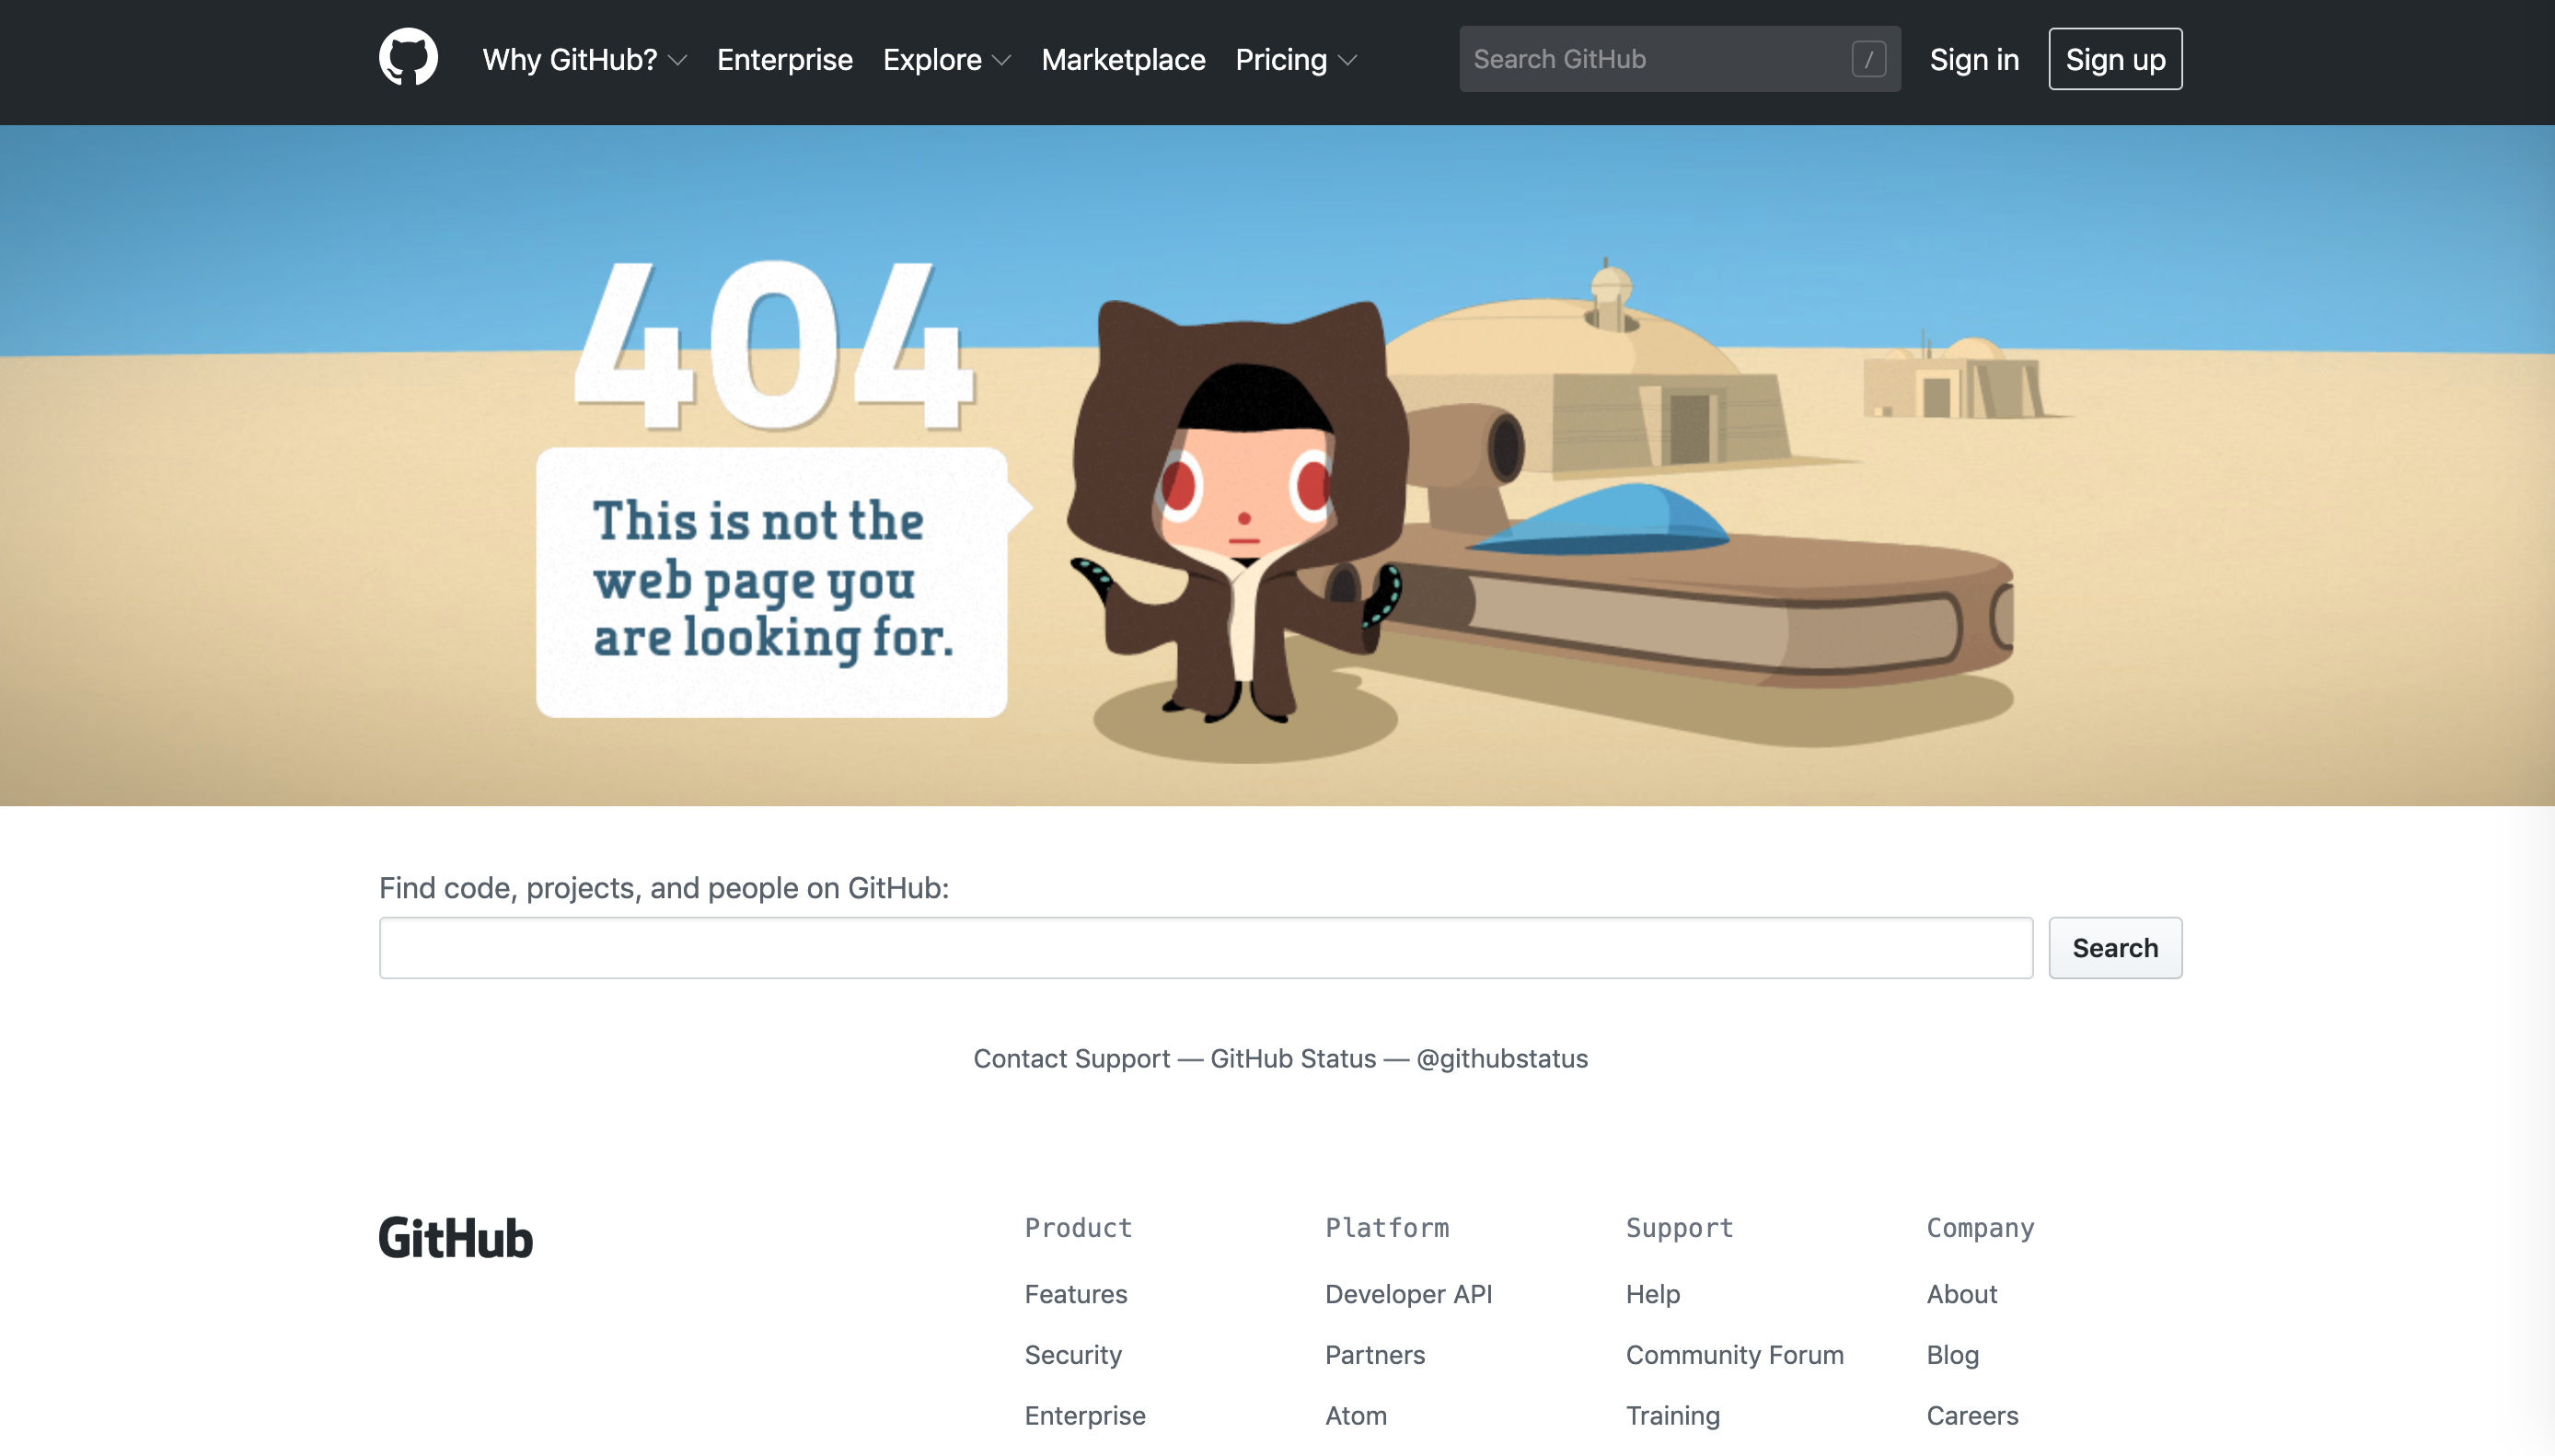 Why GitHub? Enterprise Explore Marketplace Pricing Search GitHub / Sign in Sign up
404
This is not the
web page you
are looking for.
Find code, projects, and people on GitHub:
Search
Contact Support — GitHub Status — @githubstatus
GitHub
Product Platform Support Company
Features Developer API Help About
Security Partners Community Forum Blog
Enterprise Atom Training Careers